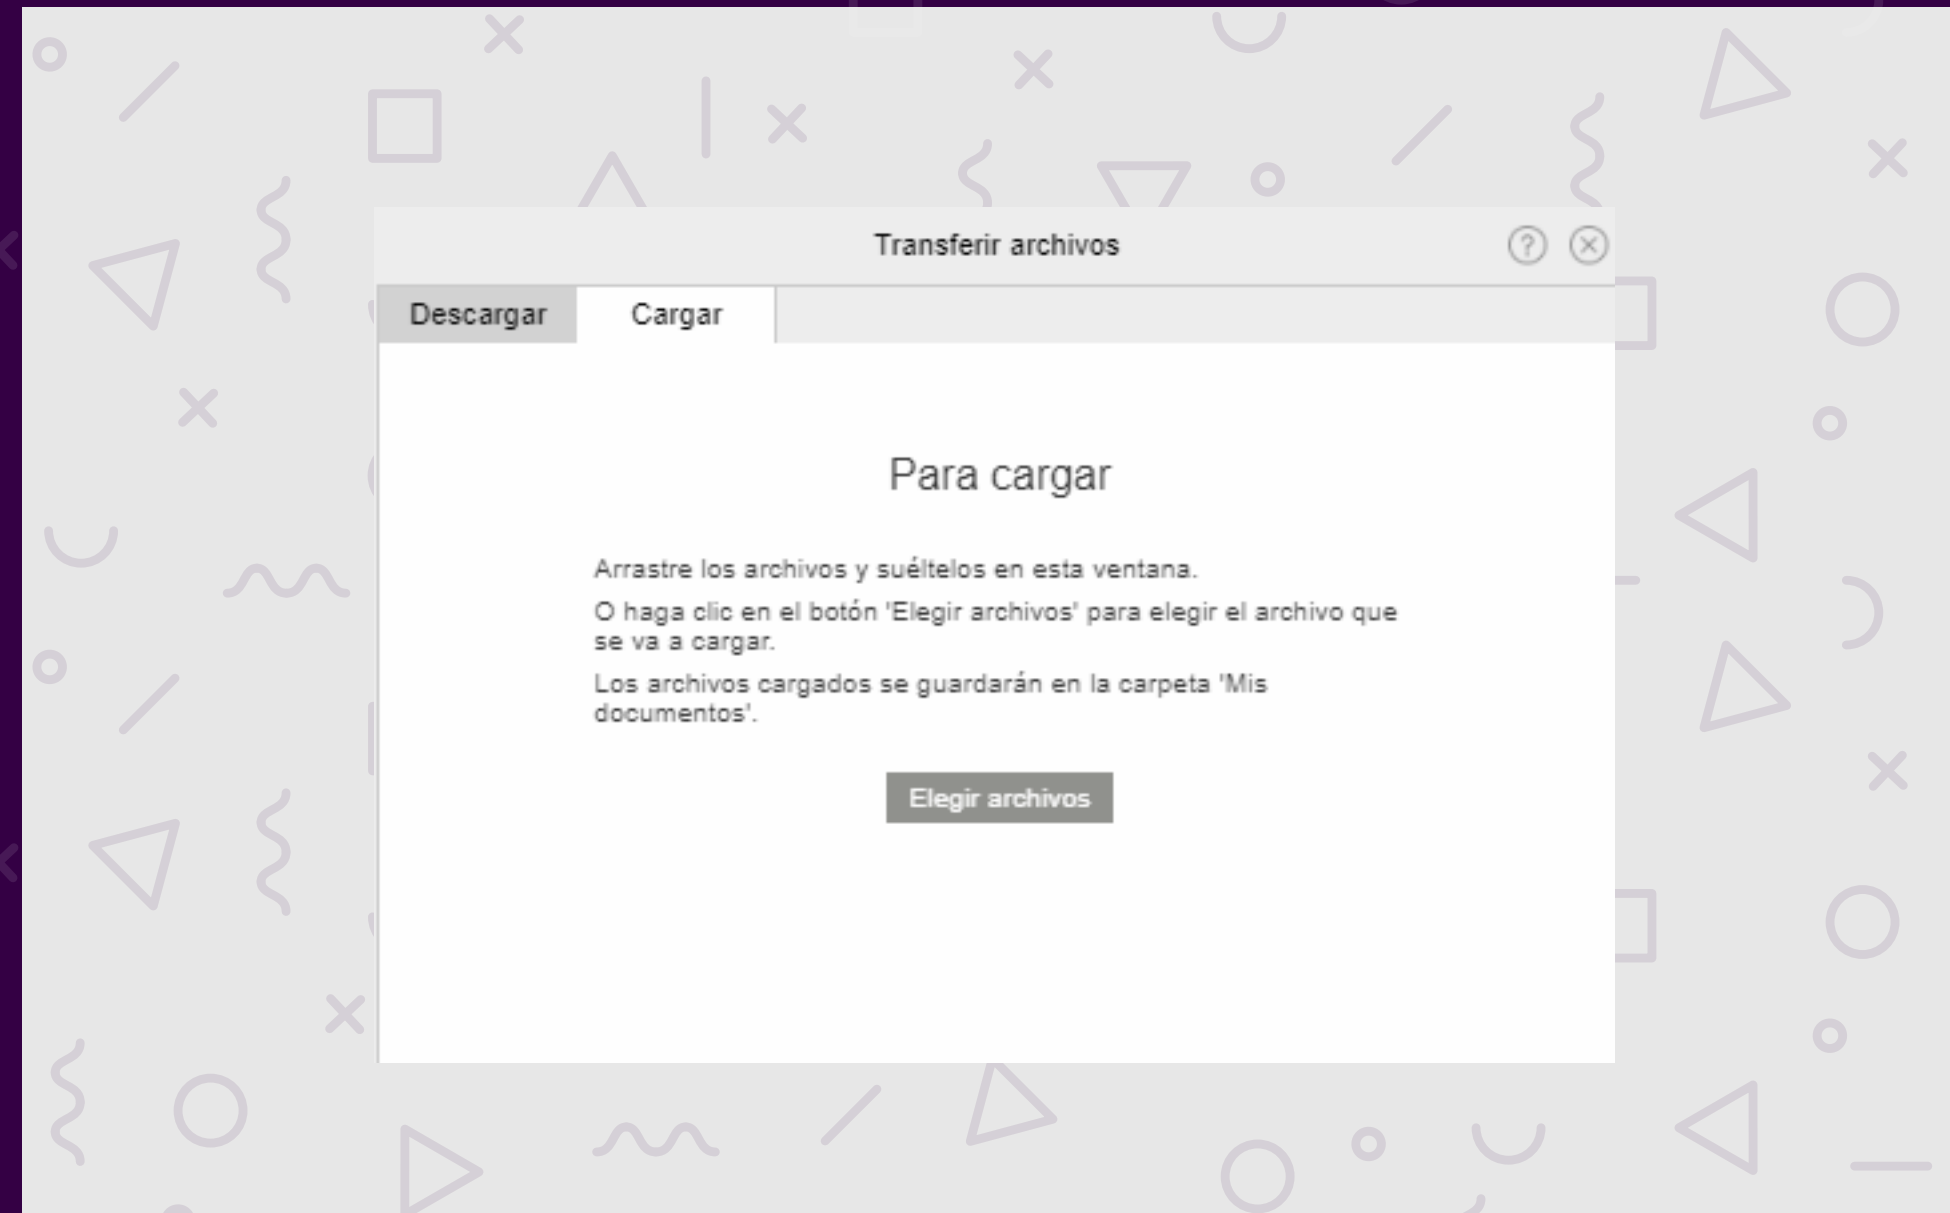 Transferir archivos
Descargar
Cargar
Para cargar
Arrastre los archivos y suéltelos en esta ventana.
O haga clic en el botón 'Elegir archivos' para elegir el archivo que
se va a cargar.
Los archivos cargados se guardarán en la carpeta 'Mis
documentos'.
Elegir archivos